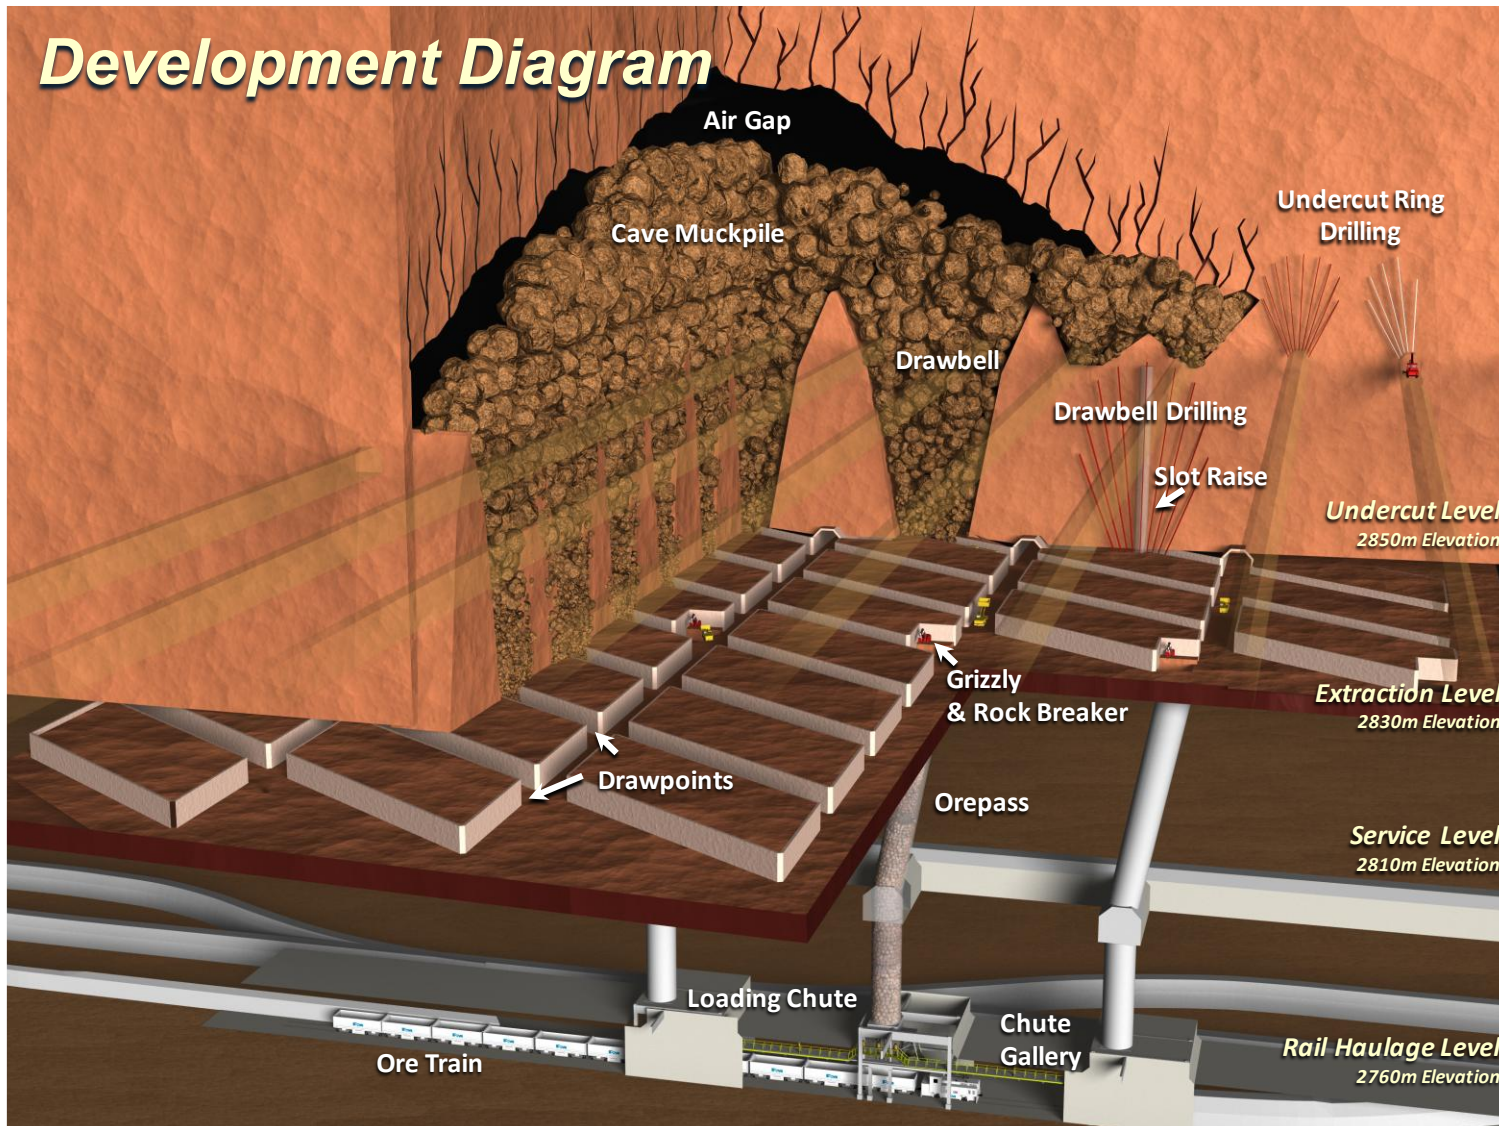 Development Diagram
Air Gap
Undercut Ring
Drilling
Cave Muckpile
Drawbell
Drawbell Drilling
Slot Raise
Undercut Level
2850m Elevation
Grizzly
& Rock Breaker
Extraction Level
2830m Elevation
Drawpoints
Orepass
Service Level
2810m Elevation
Loading Chute
Chute
Gallery
Ore Train
Rail Haulage Level
2760m Elevation